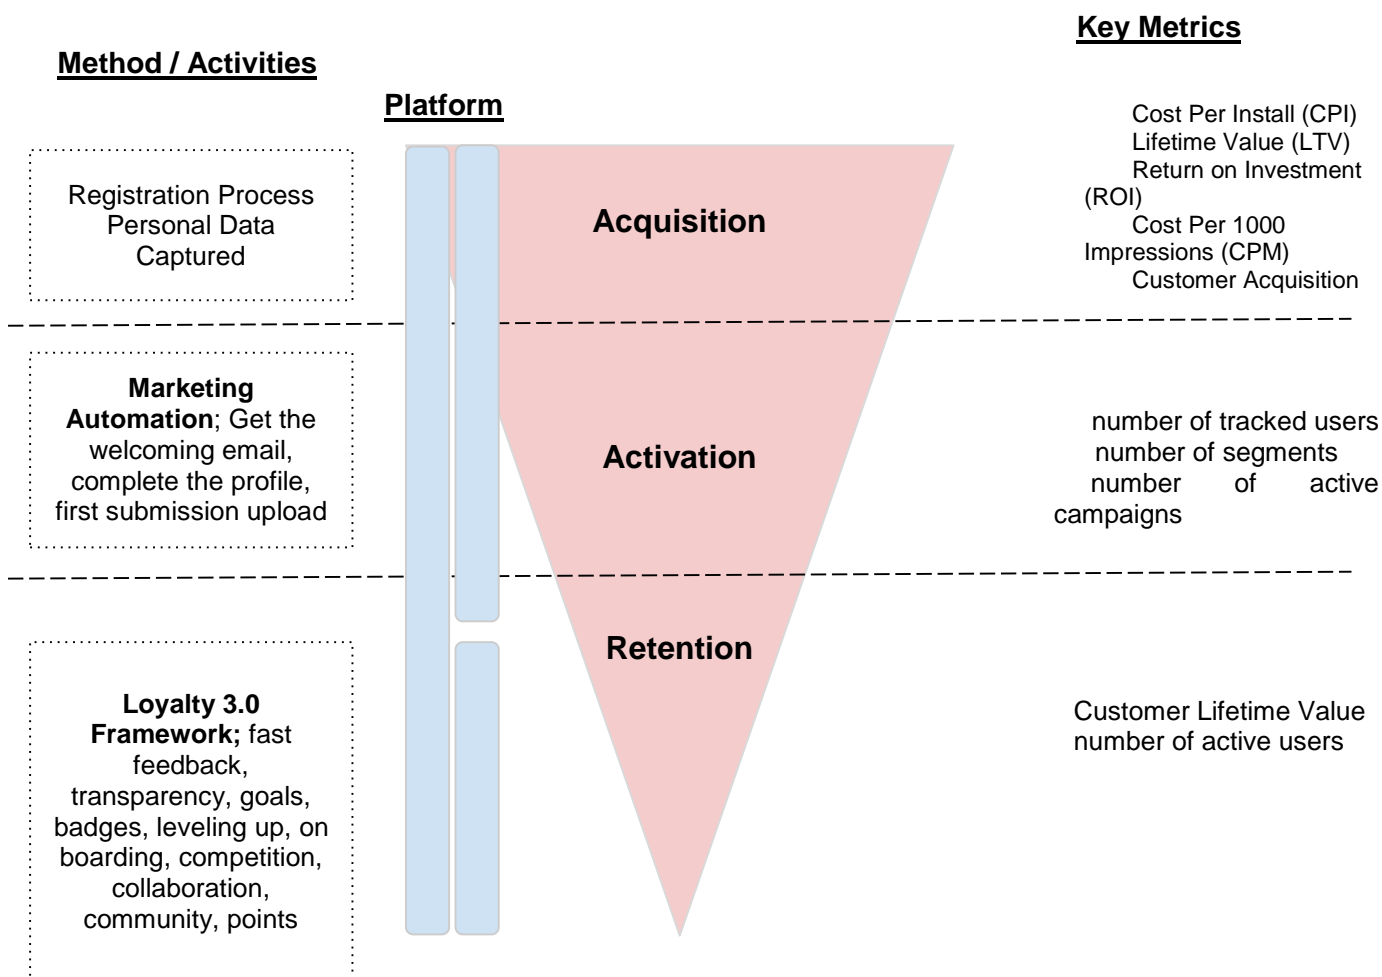 Key Metrics
Method / Activities
Platform
Cost Per Install (CPI)
Lifetime Value (LTV)
Return on Investment
(ROI)
Cost Per 1000
Impressions (CPM)
Customer Acquisition
Registration Process
Personal Data
Captured
Acquisition
Marketing
Automation; Get the
welcoming email,
complete the profile,
first submission upload
Activation
number of tracked users
number of segments
number of active
campaigns
Retention
Loyalty 3.0
Framework; fast
feedback,
transparency, goals,
badges, leveling up, on
boarding, competition,
collaboration,
community, points
Customer Lifetime Value
number of active users